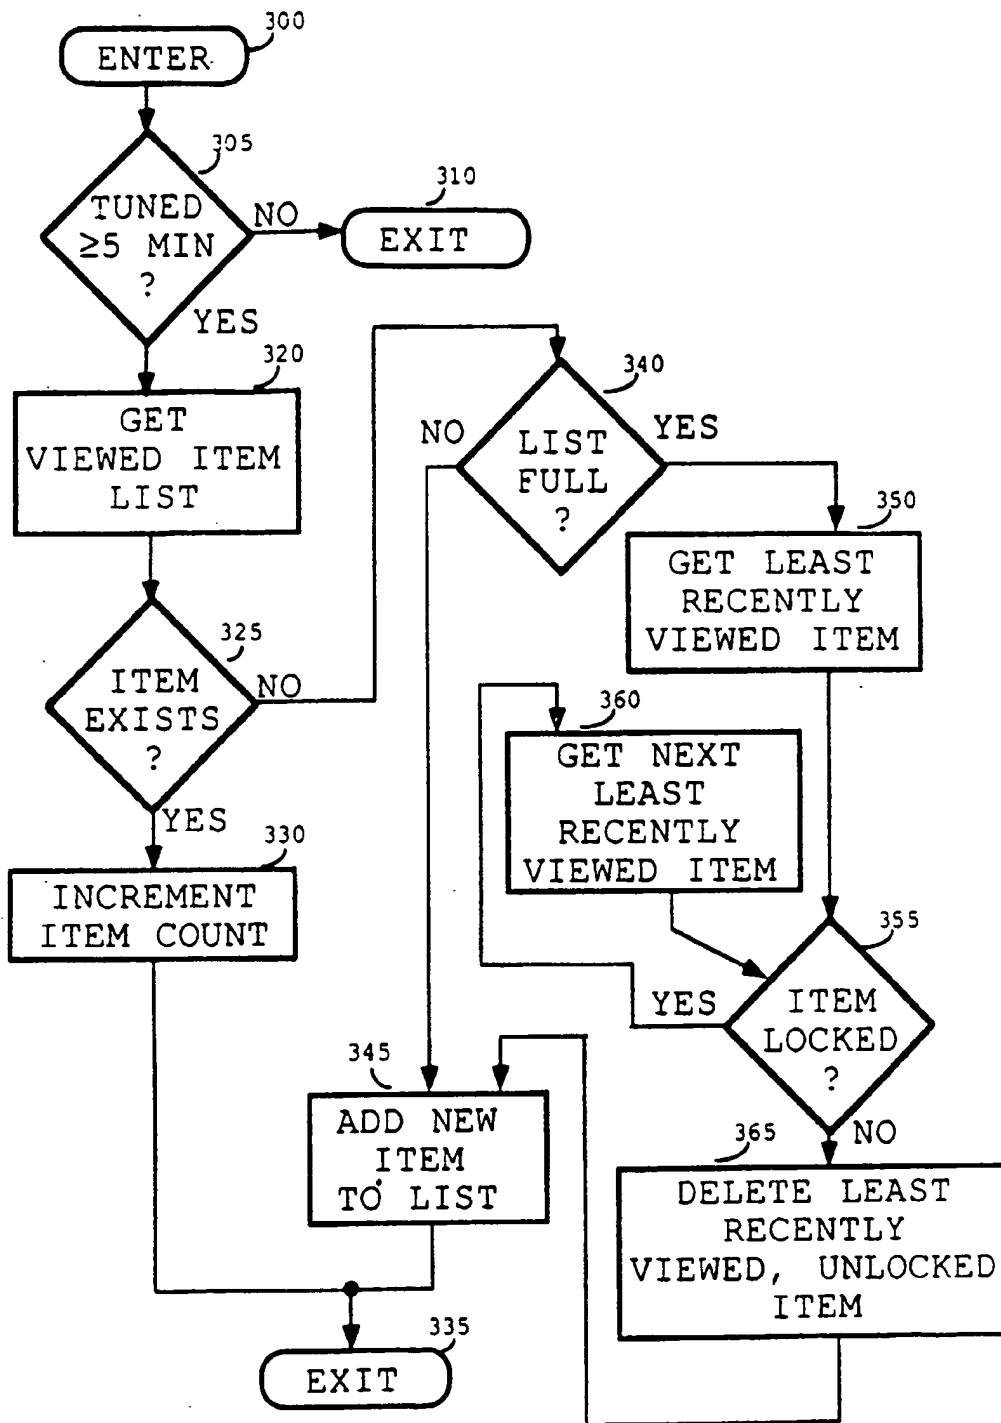 300
ENTER
305
TUNED
≥5 MIN
?
NO
310
EXIT
YES
320
GET
VIEWED ITEM
LIST
325
ITEM
EXISTS
?
NO
YES
330
INCREMENT
ITEM COUNT
340
LIST
FULL
?
NO
YES
350
GET LEAST
RECENTLY
VIEWED ITEM
360
GET NEXT
LEAST
RECENTLY
VIEWED ITEM
355
ITEM
LOCKED
?
YES
NO
345
ADD NEW
ITEM
TO LIST
365
DELETE LEAST
RECENTLY
VIEWED, UNLOCKED
ITEM
335
EXIT